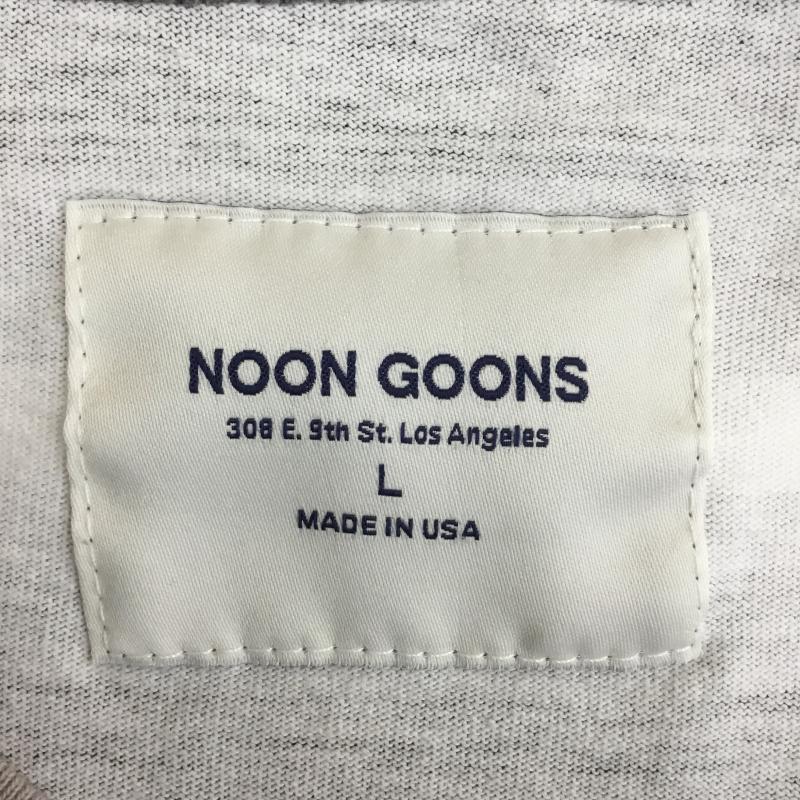 NOON GOONS
308 E. 9th St. Los Angeles
L
MADE IN USA